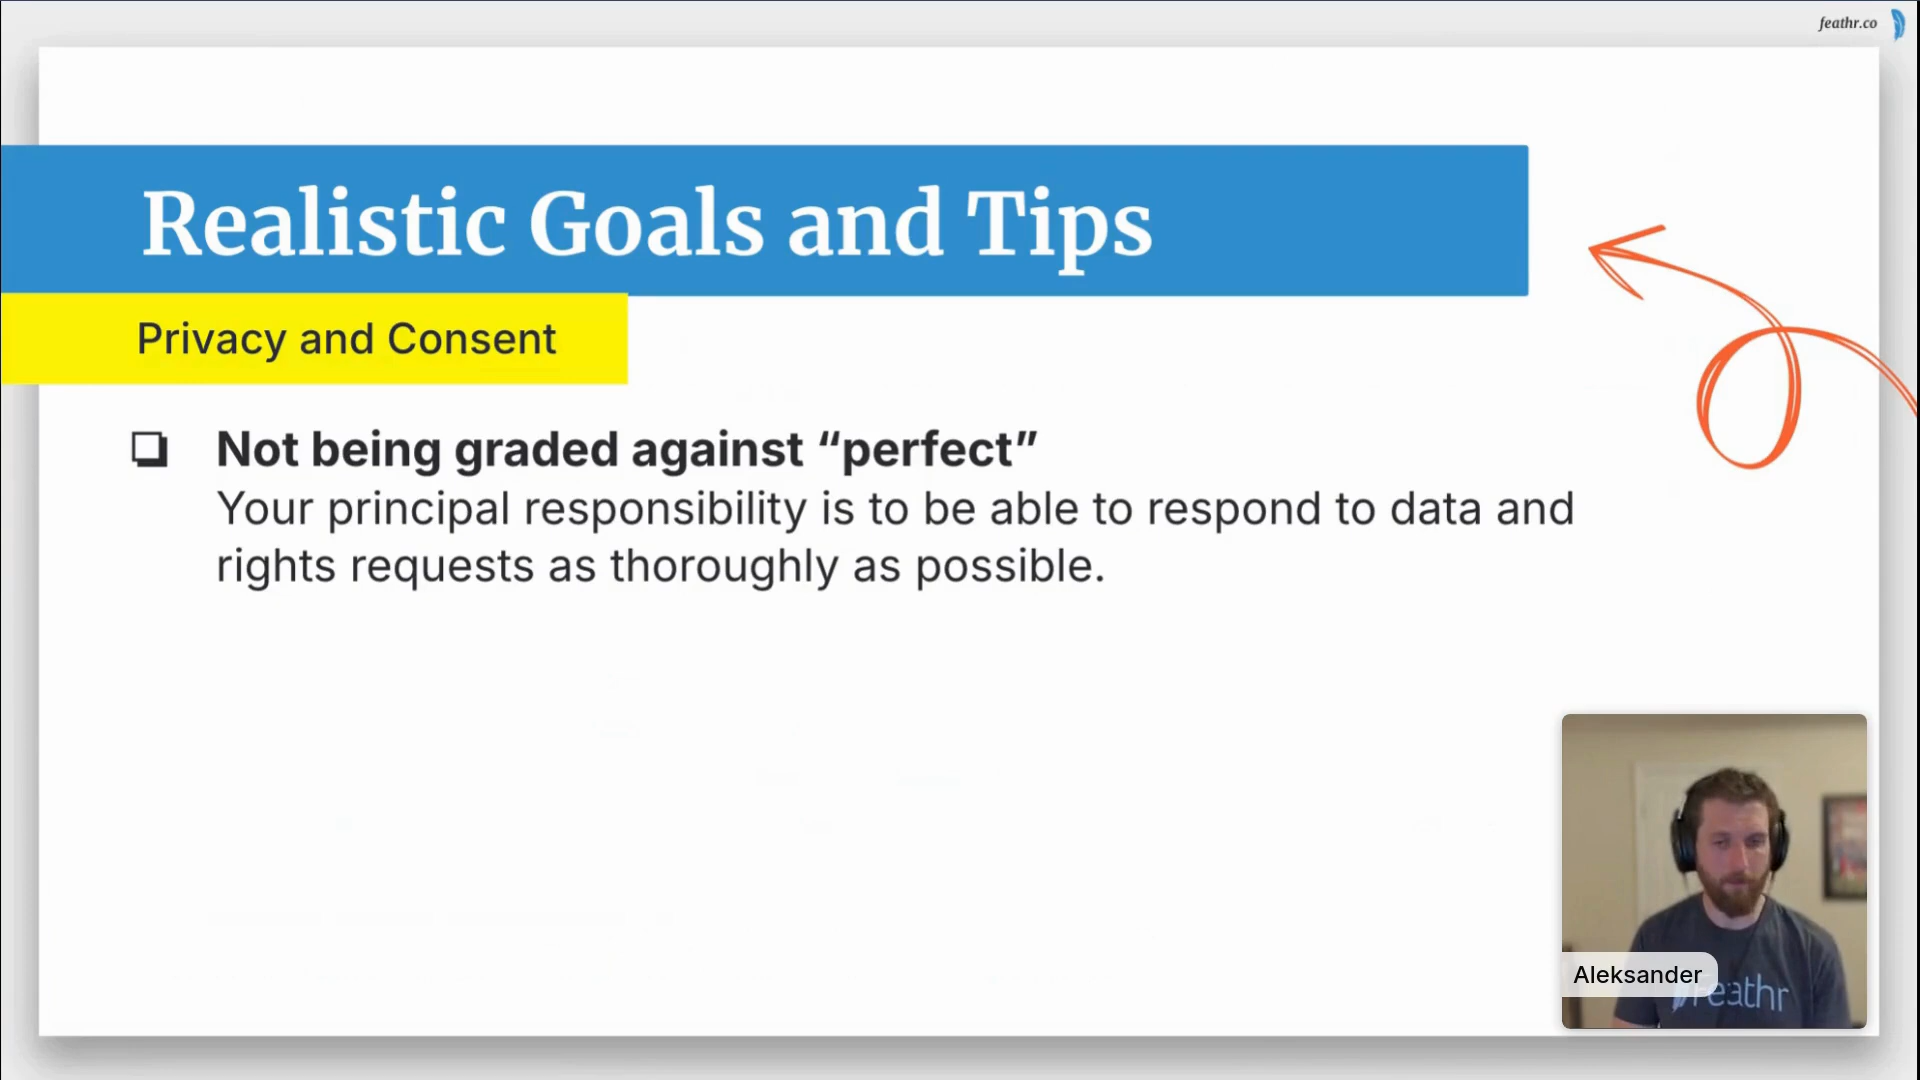 feathr.co
Realistic Goals and Tips
Privacy and Consent
❏ Not being graded against “perfect”
Your principal responsibility is to be able to respond to data and
rights requests as thoroughly as possible.
Aleksander
Feathr